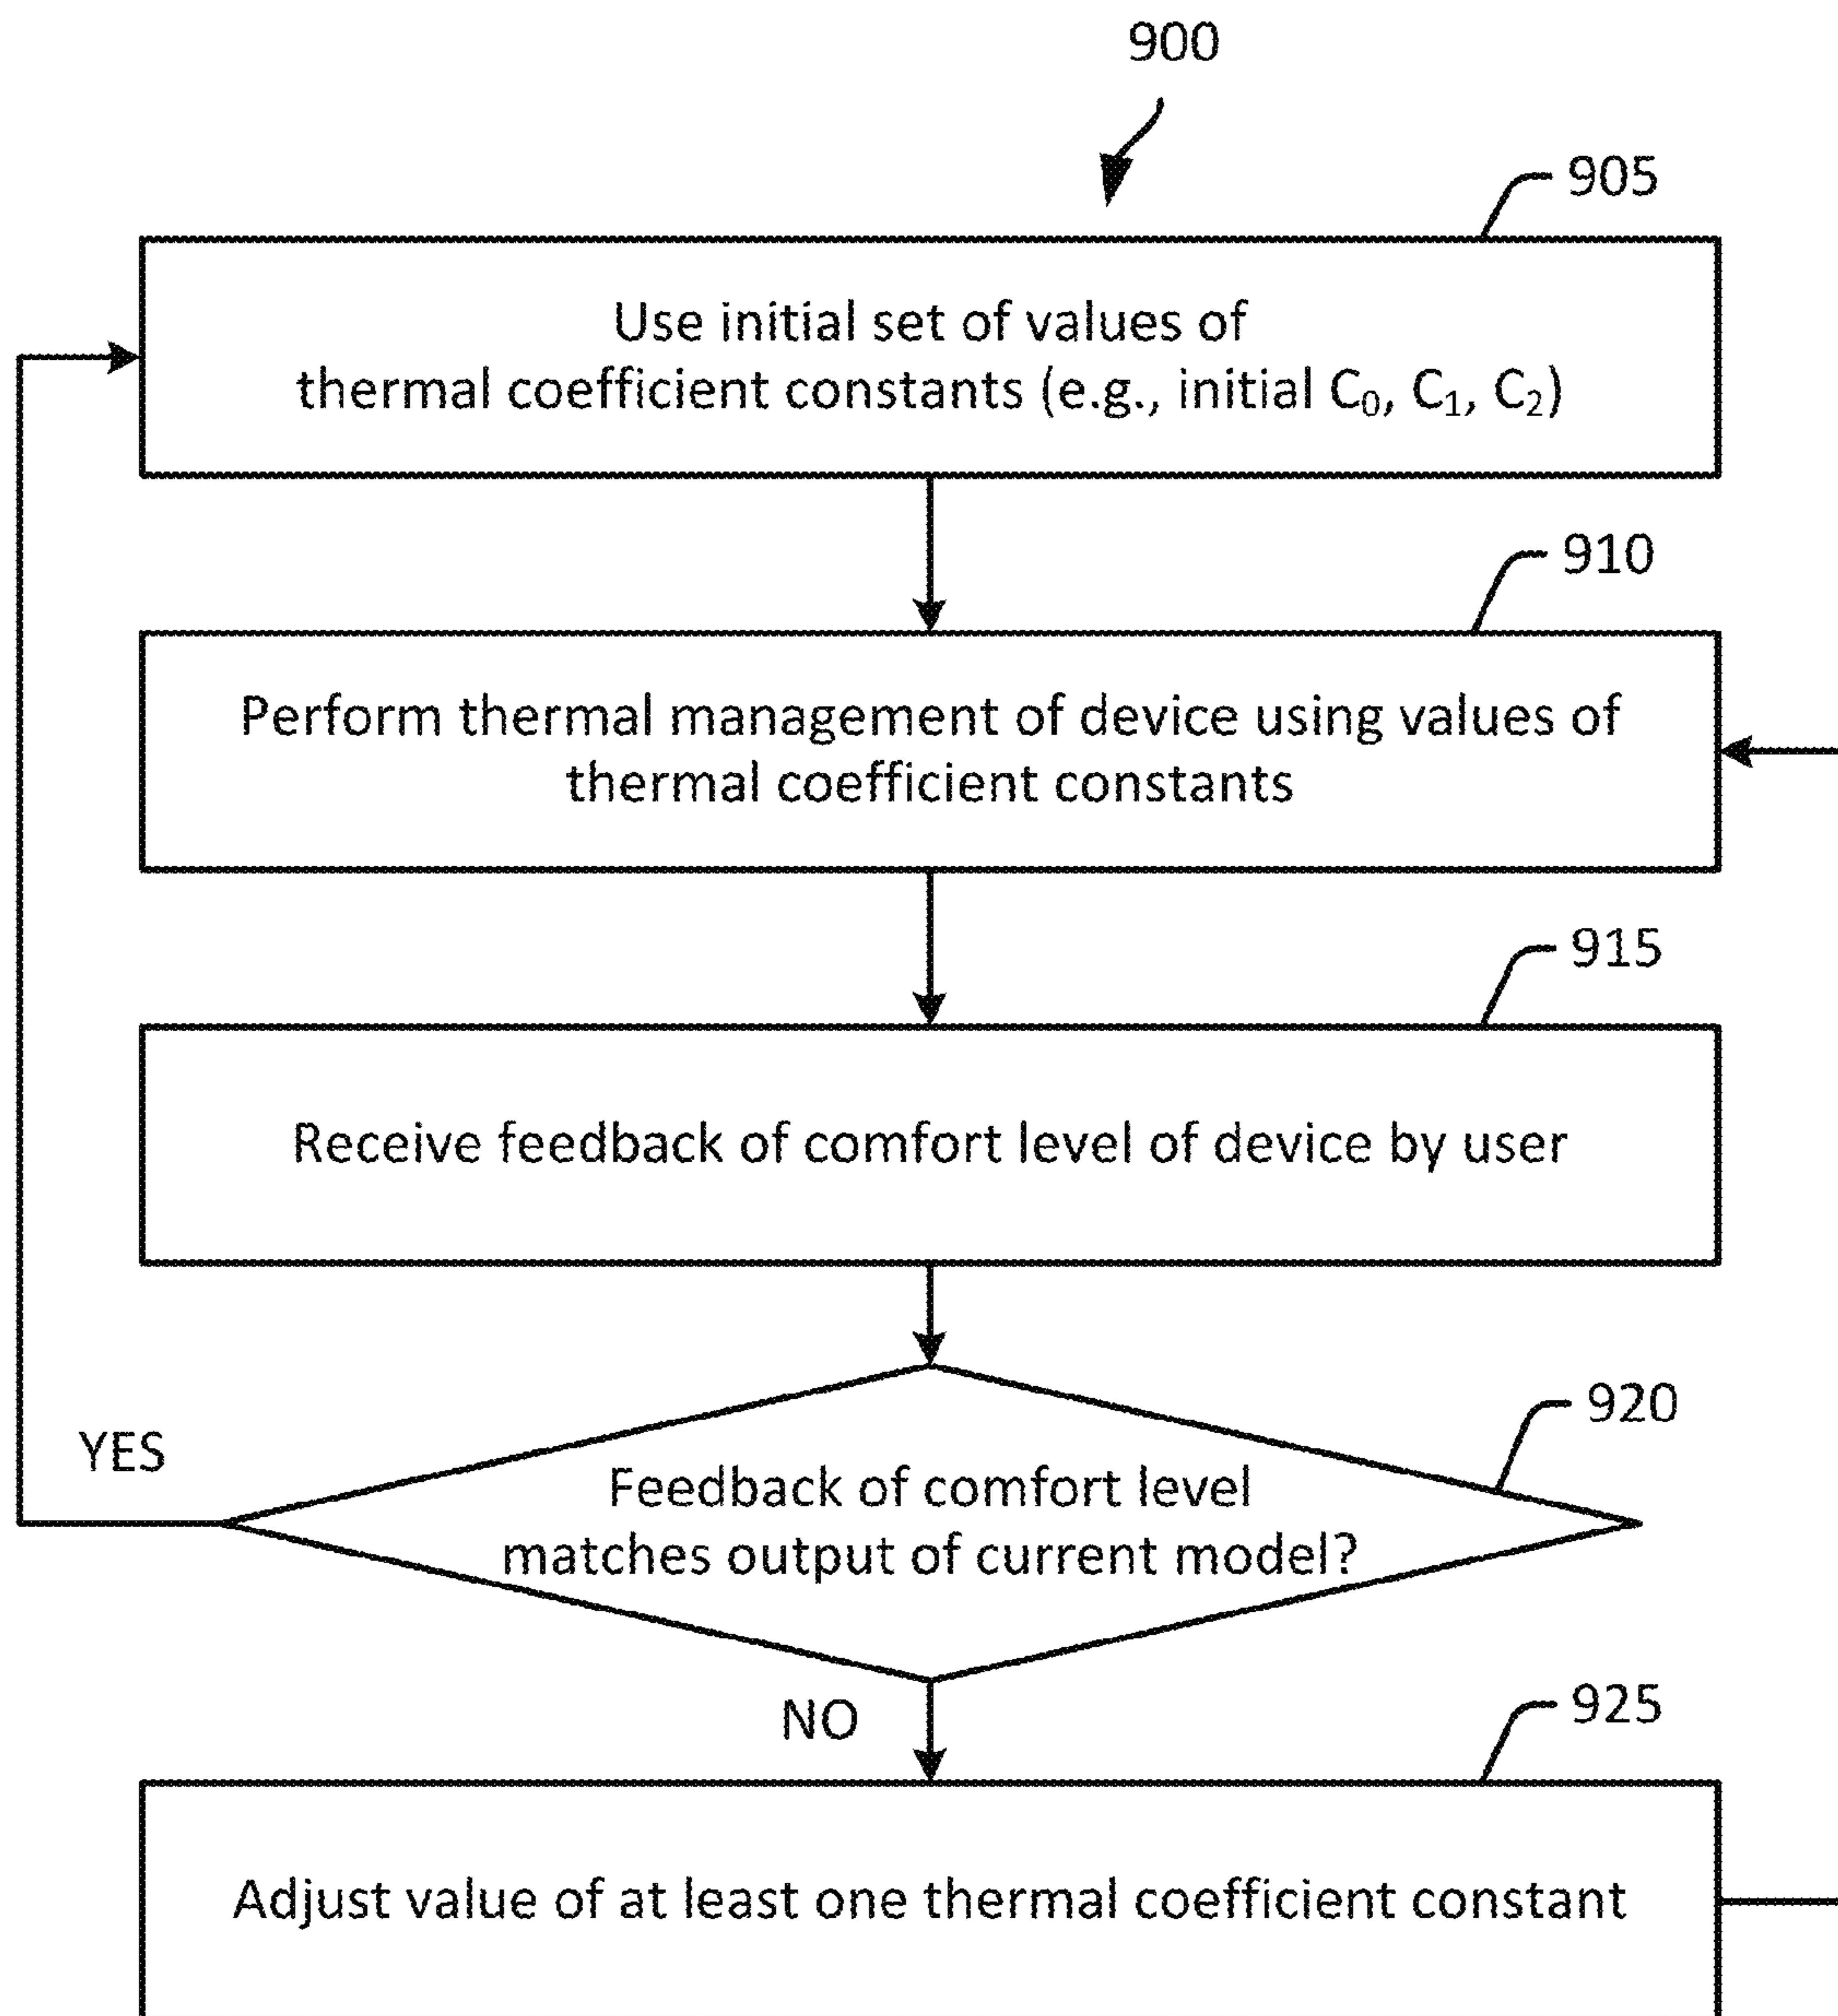 900
905
Use initial set of values of
thermal coefficient constants (e.g., initial C₀, C₁, C₂)
910
Perform thermal management of device using values of
thermal coefficient constants
915
Receive feedback of comfort level of device by user
920
YES
Feedback of comfort level
matches output of current model?
NO
925
Adjust value of at least one thermal coefficient constant